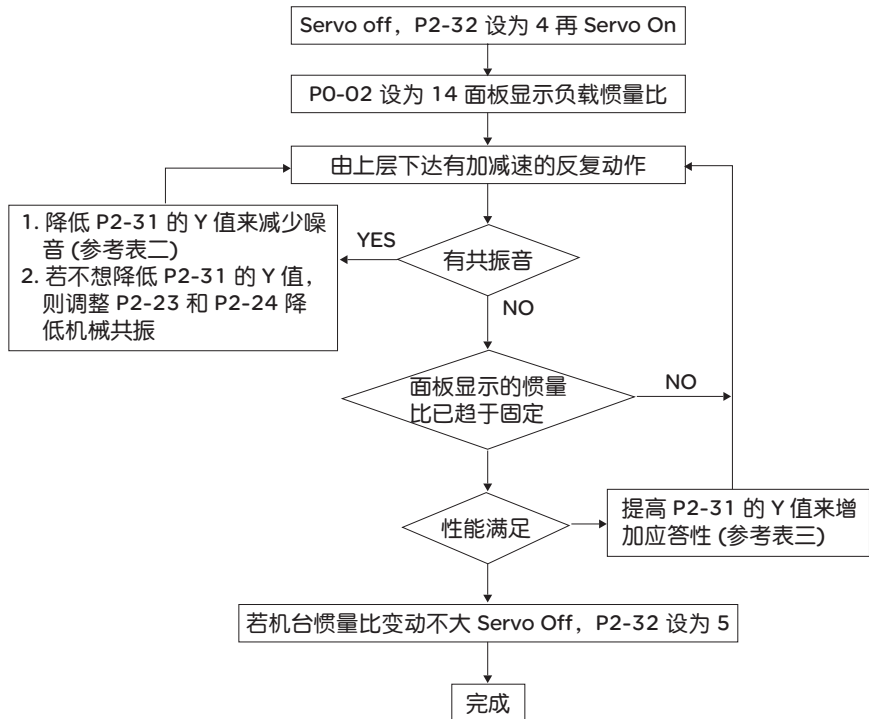 Servo off，P2-32 设为 4 再 Servo On
P0-02 设为 14 面板显示负载惯量比
由上层下达有加减速的反复动作
1. 降低 P2-31 的 Y 值来减少噪
音 (参考表二)
2. 若不想降低 P2-31 的 Y 值，
则调整 P2-23 和 P2-24 降
低机械共振
YES
有共振音
NO
面板显示的惯量
比已趋于固定
NO
性能满足
提高 P2-31 的 Y 值来增
加应答性 (参考表三)
若机台惯量比变动不大 Servo Off，P2-32 设为 5
完成